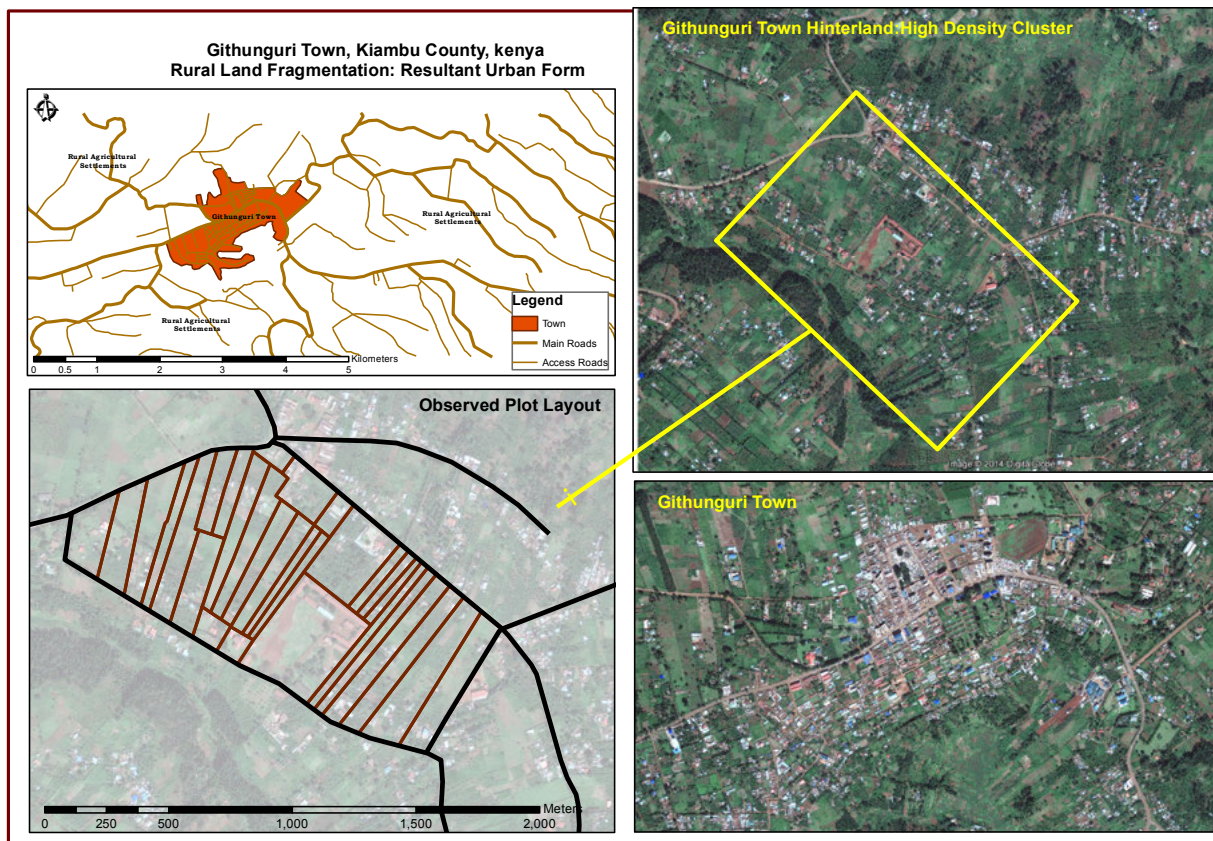 Githunguri Town, Kiambu County, kenya
Rural Land Fragmentation: Resultant Urban Form
Rural Agricultural
Settlements
Githunguri Town
Rural Agricultural
Settlements
Rural Agricultural
Settlements
Legend
Town
Main Roads
Access Roads
Kilometers
0 0.5 1 2 3 4 5
Githunguri Town Hinterland:High Density Cluster
Image © 2014 DigitalGlobe
Observed Plot Layout
Meters
0 250 500 1,000 1,500 2,000
Githunguri Town